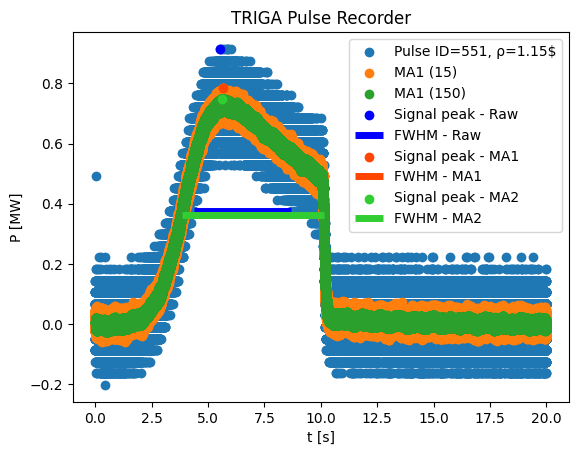 TRIGA Pulse Recorder
Pulse ID=551, ρ=1.15$
MA1 (15)
MA1 (150)
Signal peak - Raw
FWHM - Raw
Signal peak - MA1
FWHM - MA1
Signal peak - MA2
FWHM - MA2
P [MW]
0.8
0.6
0.4
0.2
0.0
−0.2
0.0 2.5 5.0 7.5 10.0 12.5 15.0 17.5 20.0
t [s]